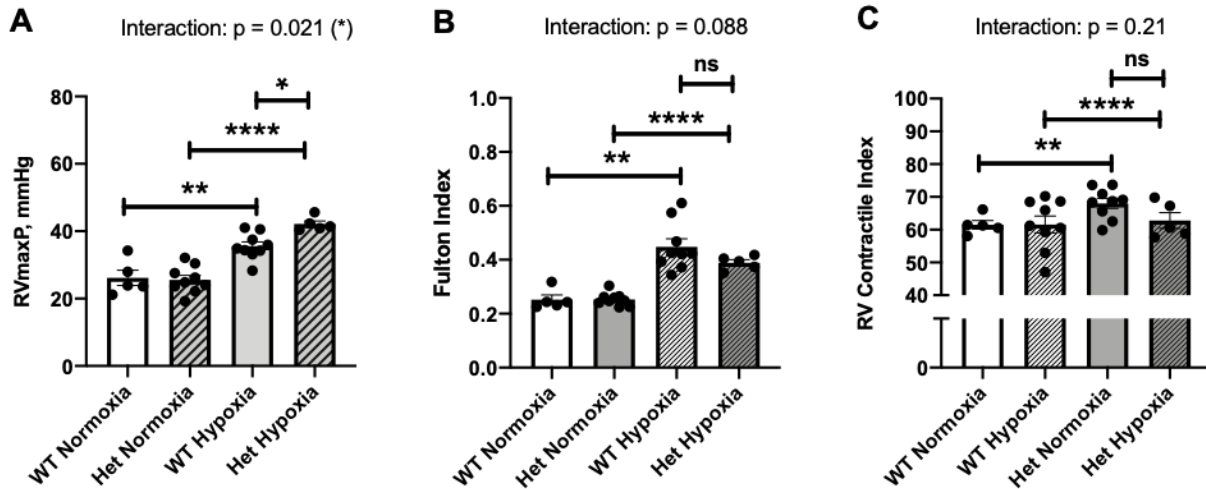 A
Interaction: p = 0.021 (*)
RVmaxP, mmHg
80
60
40
20
0
*
****
**
WT Normoxia
Het Normoxia
WT Hypoxia
Het Hypoxia
B
Interaction: p = 0.088
Fulton Index
1.0
0.8
0.6
0.4
0.2
0.0
ns
****
**
WT Normoxia
Het Normoxia
WT Hypoxia
Het Hypoxia
C
Interaction: p = 0.21
RV Contractile Index
100
90
80
70
60
50
40
0
ns
****
**
WT Normoxia
WT Hypoxia
Het Normoxia
Het Hypoxia